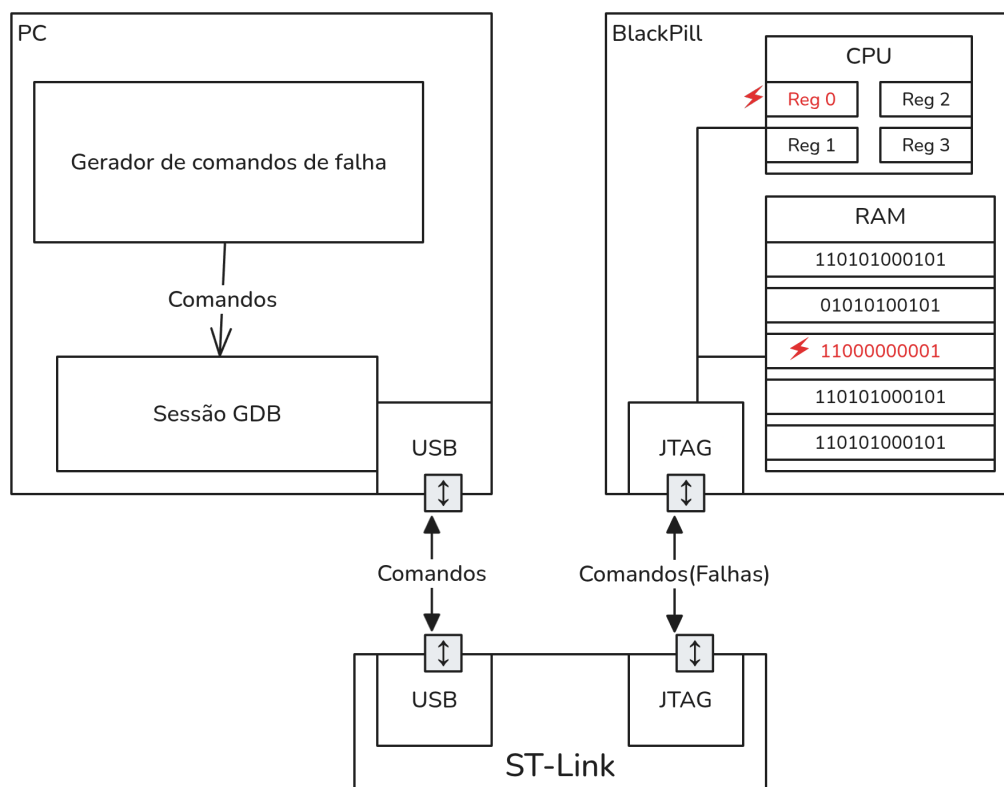 PC
Gerador de comandos de falha
Comandos
Sessão GDB
USB
BlackPill
CPU
Reg 0
Reg 2
Reg 1
Reg 3
RAM
110101000101
01010100101
11000000001
110101000101
110101000101
JTAG
Comandos
Comandos(Falhas)
USB
JTAG
ST-Link